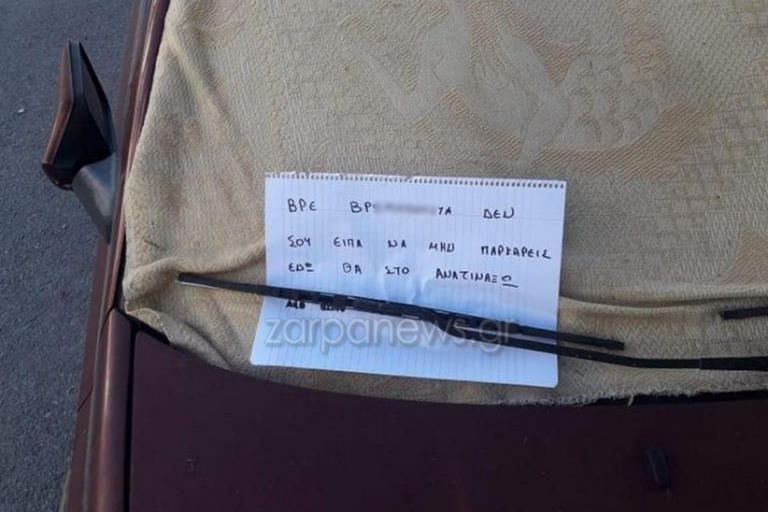 ΒΡΕ ΔΕΝ
ΣΟΥ ΕΙΠΑ ΝΑ ΜΗΝ ΠΑΡΚΑΡΕΙΣ
ΕΔΩ ΘΑ ΣΤΟ ΑΝΑΤΙΝΑΞΩ
zarpanews.gr